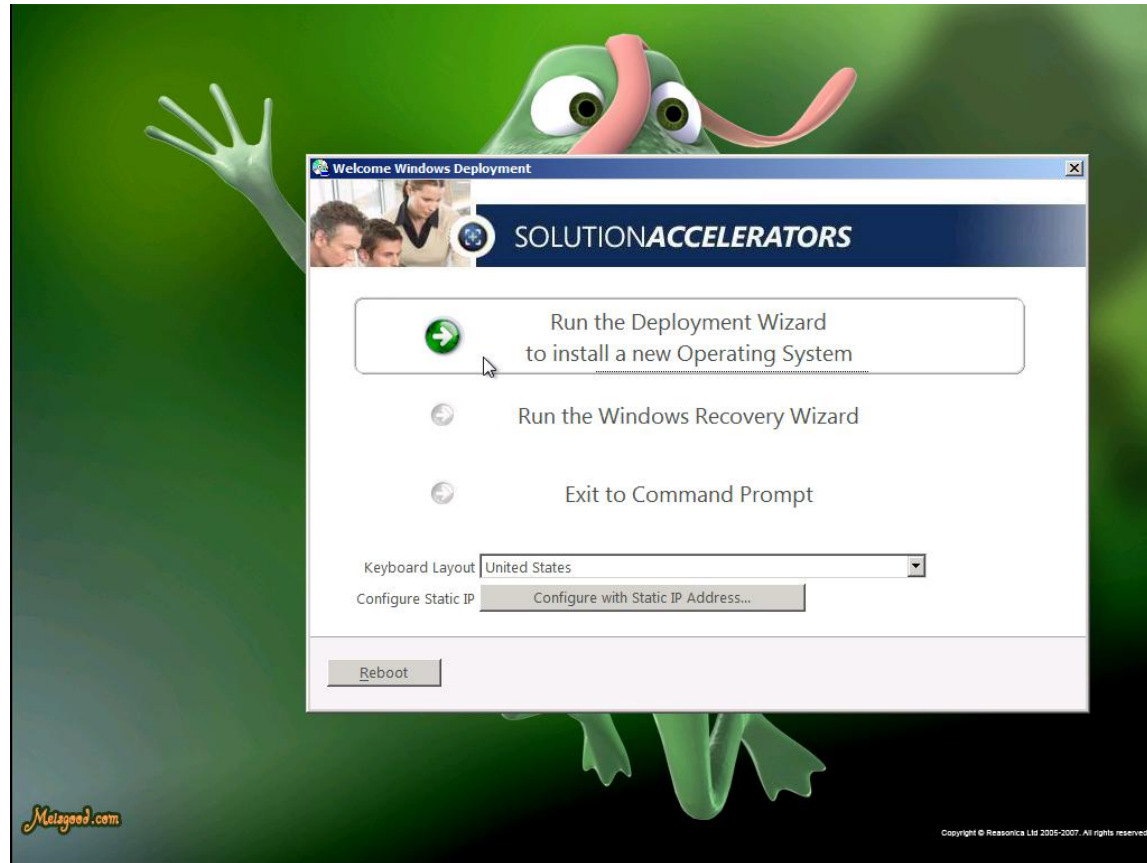 Welcome Windows Deployment
SOLUTIONACCELERATORS
Run the Deployment Wizard
to install a new Operating System
Run the Windows Recovery Wizard
Exit to Command Prompt
Keyboard Layout United States
Configure Static IP Configure with Static IP Address...
Reboot
Meisgood.com
Copyright © Reasonica Ltd 2005-2007. All rights reserved